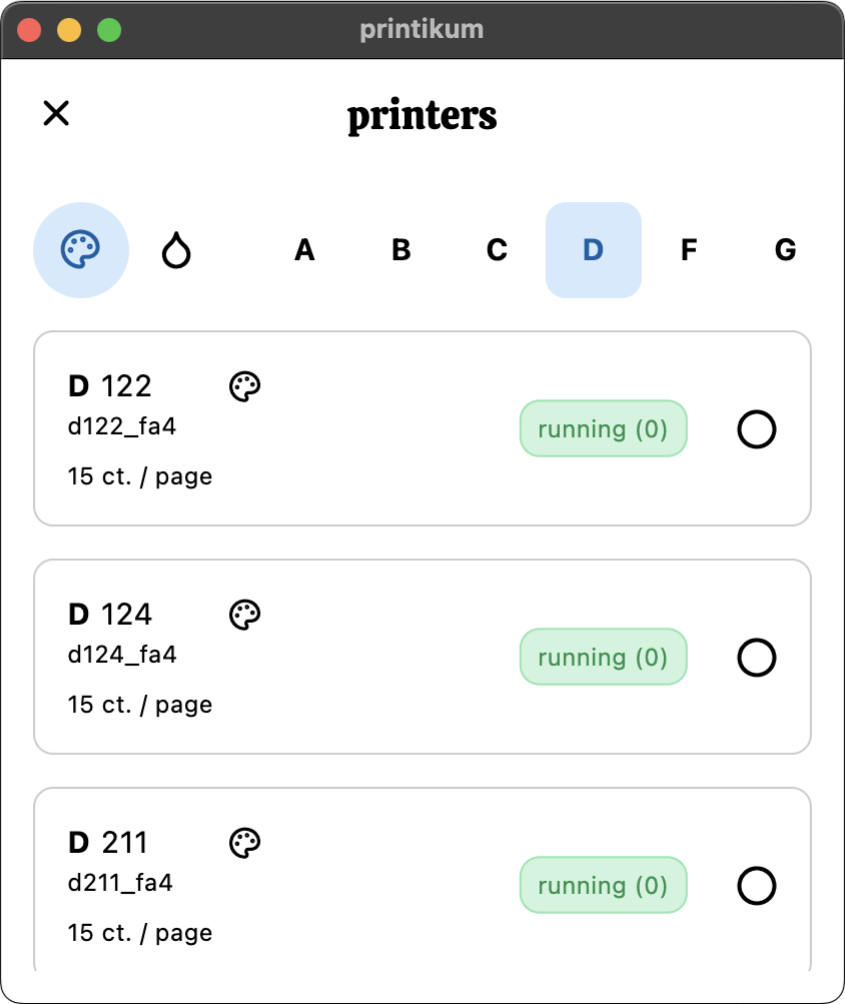 printikum
printers
A B C D F G
D 122
d122_fa4
15 ct. / page
running (0)
D 124
d124_fa4
15 ct. / page
running (0)
D 211
d211_fa4
15 ct. / page
running (0)